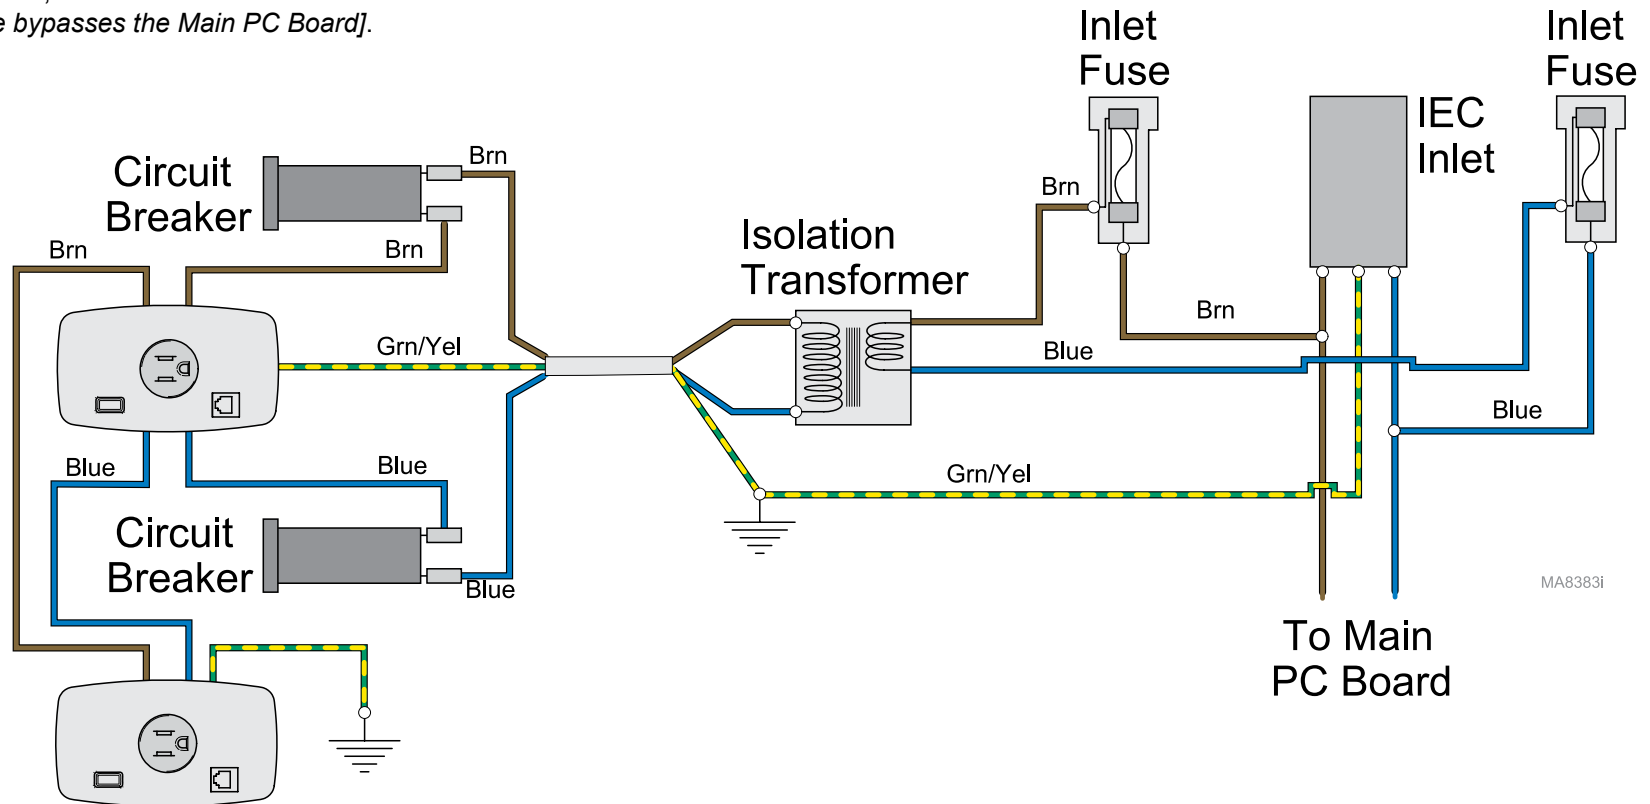 e bypasses the Main PC Board].
Inlet
Fuse
Inlet
Fuse
IEC
Inlet
Circuit
Breaker
Brn
Brn
Brn
Brn
Isolation
Transformer
Brn
Grn/Yel
Blue
Blue
Blue
Blue
Grn/Yel
Circuit
Breaker
Blue
MA8383i
To Main
PC Board